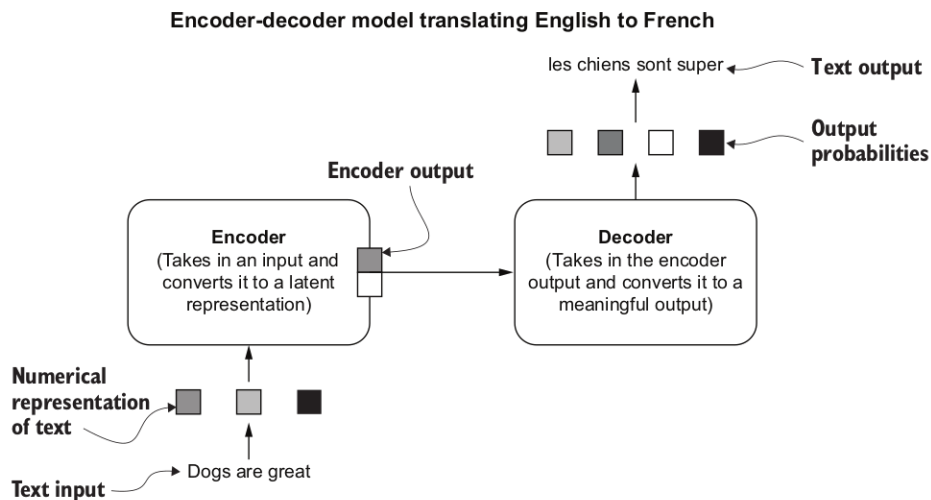 Encoder-decoder model translating English to French
les chiens sont super
Text output
Output
probabilities
Encoder output
Encoder
(Takes in an input and
converts it to a latent
representation)
Decoder
(Takes in the encoder
output and converts it to a
meaningful output)
Numerical
representation
of text
Dogs are great
Text input